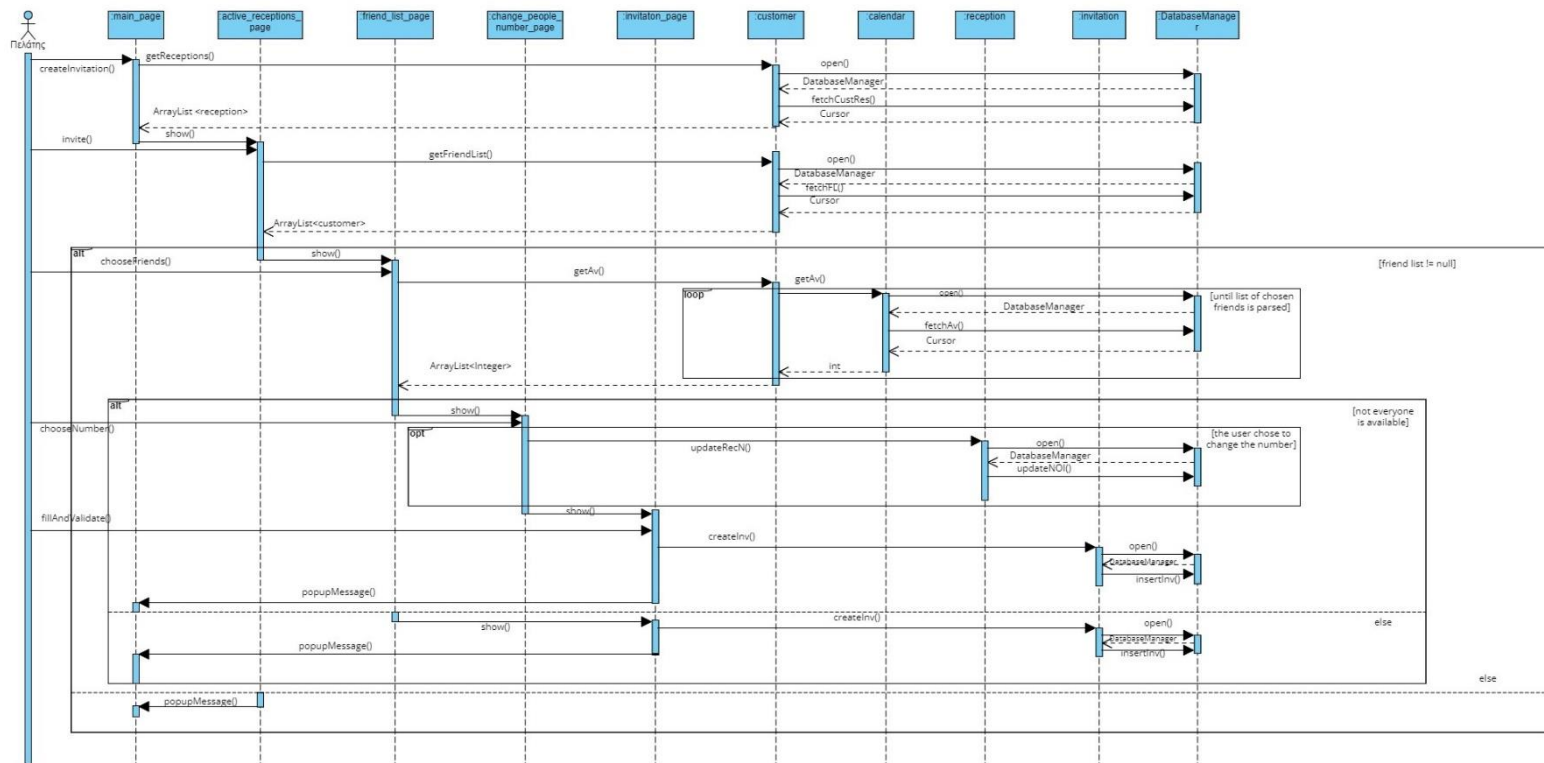 :main_page
:active_receptions_
page
:friend_list_page
:change_people_
number_page
:invitaton_page
:customer
:calendar
:reception
:invitation
:DatabaseManage
r
Πελάτης
createInvitation()
getReceptions()
open()
DatabaseManager
fetchCustRes()
Cursor
ArrayList <reception>
show()
invite()
getFriendList()
open()
DatabaseManager
fetchFL()
Cursor
ArrayList<customer>
alt
[friend list != null]
show()
chooseFriends()
getAv()
getAv()
loop
[until list of chosen
friends is parsed]
open()
DatabaseManager
fetchAv()
Cursor
int
ArrayList<Integer>
alt
[not everyone
is available]
show()
chooseNumber()
opt
[the user chose to
change the number]
updateRecN()
open()
DatabaseManager
updateNOI()
show()
fillAndValidate()
createInv()
open()
DatabaseManager
insertInv()
popupMessage()
else
show()
createInv()
open()
DatabaseManager
insertInv()
popupMessage()
else
popupMessage()